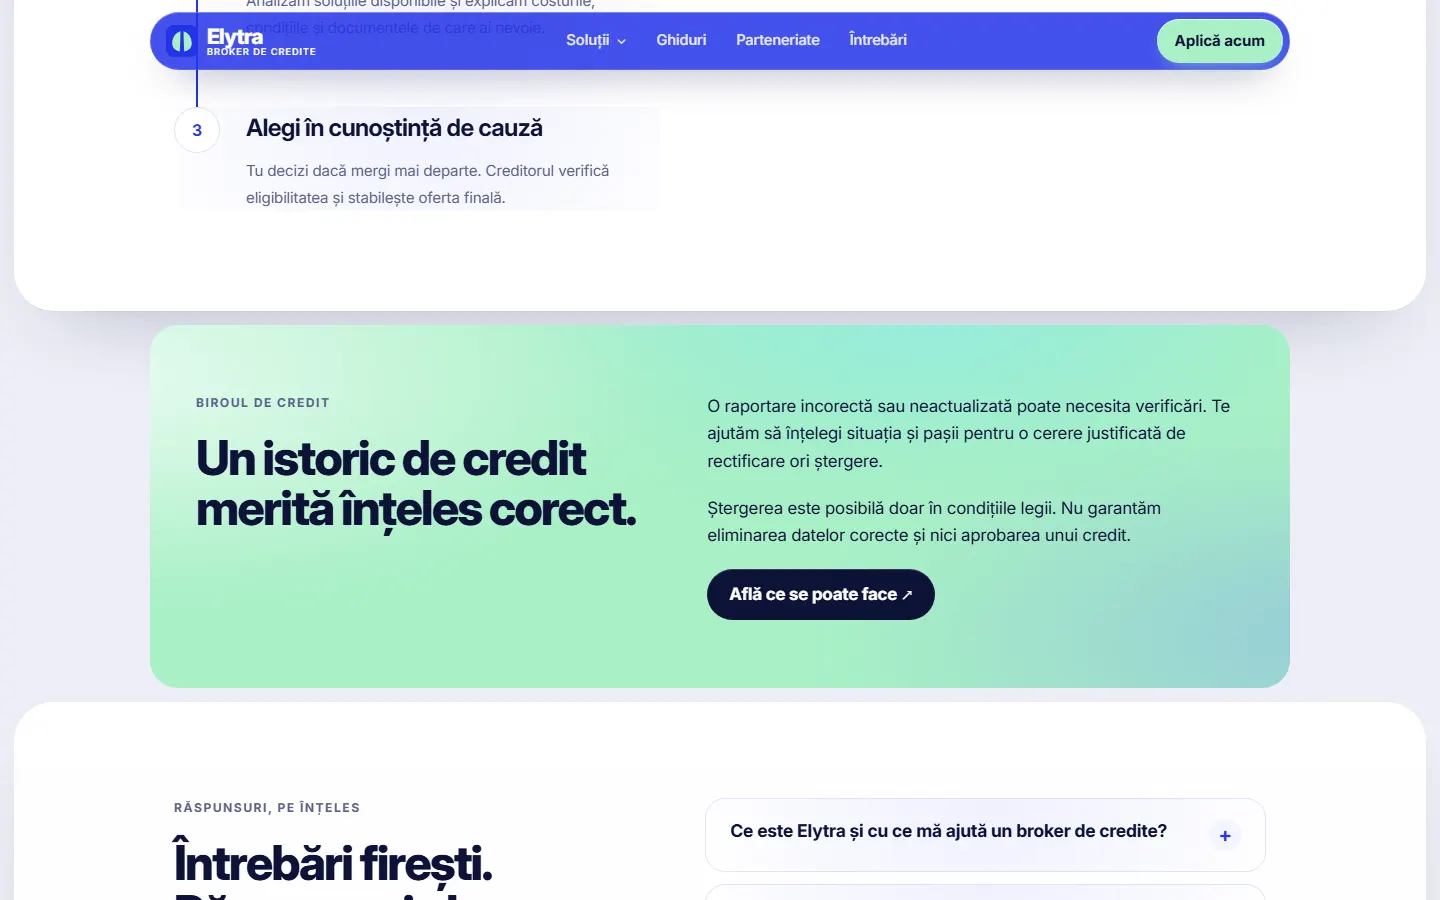 Analizăm soluțiile disponibile și explicăm costurile,
condițiile și documentele de care ai nevoie.
Elytra
BROKER DE CREDITE
Soluții
Ghiduri
Parteneriate
Întrebări
Aplică acum
3
Alegi în cunoștință de cauză
Tu decizi dacă mergi mai departe. Creditorul verifică
eligibilitatea și stabilește oferta finală.
BIROUL DE CREDIT
Un istoric de credit
merită înțeles corect.
O raportare incorectă sau neactualizată poate necesita verificări. Te
ajutăm să înțelegi situația și pașii pentru o cerere justificată de
rectificare ori ștergere.
Ștergerea este posibilă doar în condițiile legii. Nu garantăm
eliminarea datelor corecte și nici aprobarea unui credit.
Află ce se poate face ↗
RĂSPUNSURI, PE ÎNȚELES
Întrebări firești.
Ce este Elytra și cu ce mă ajută un broker de credite?
+